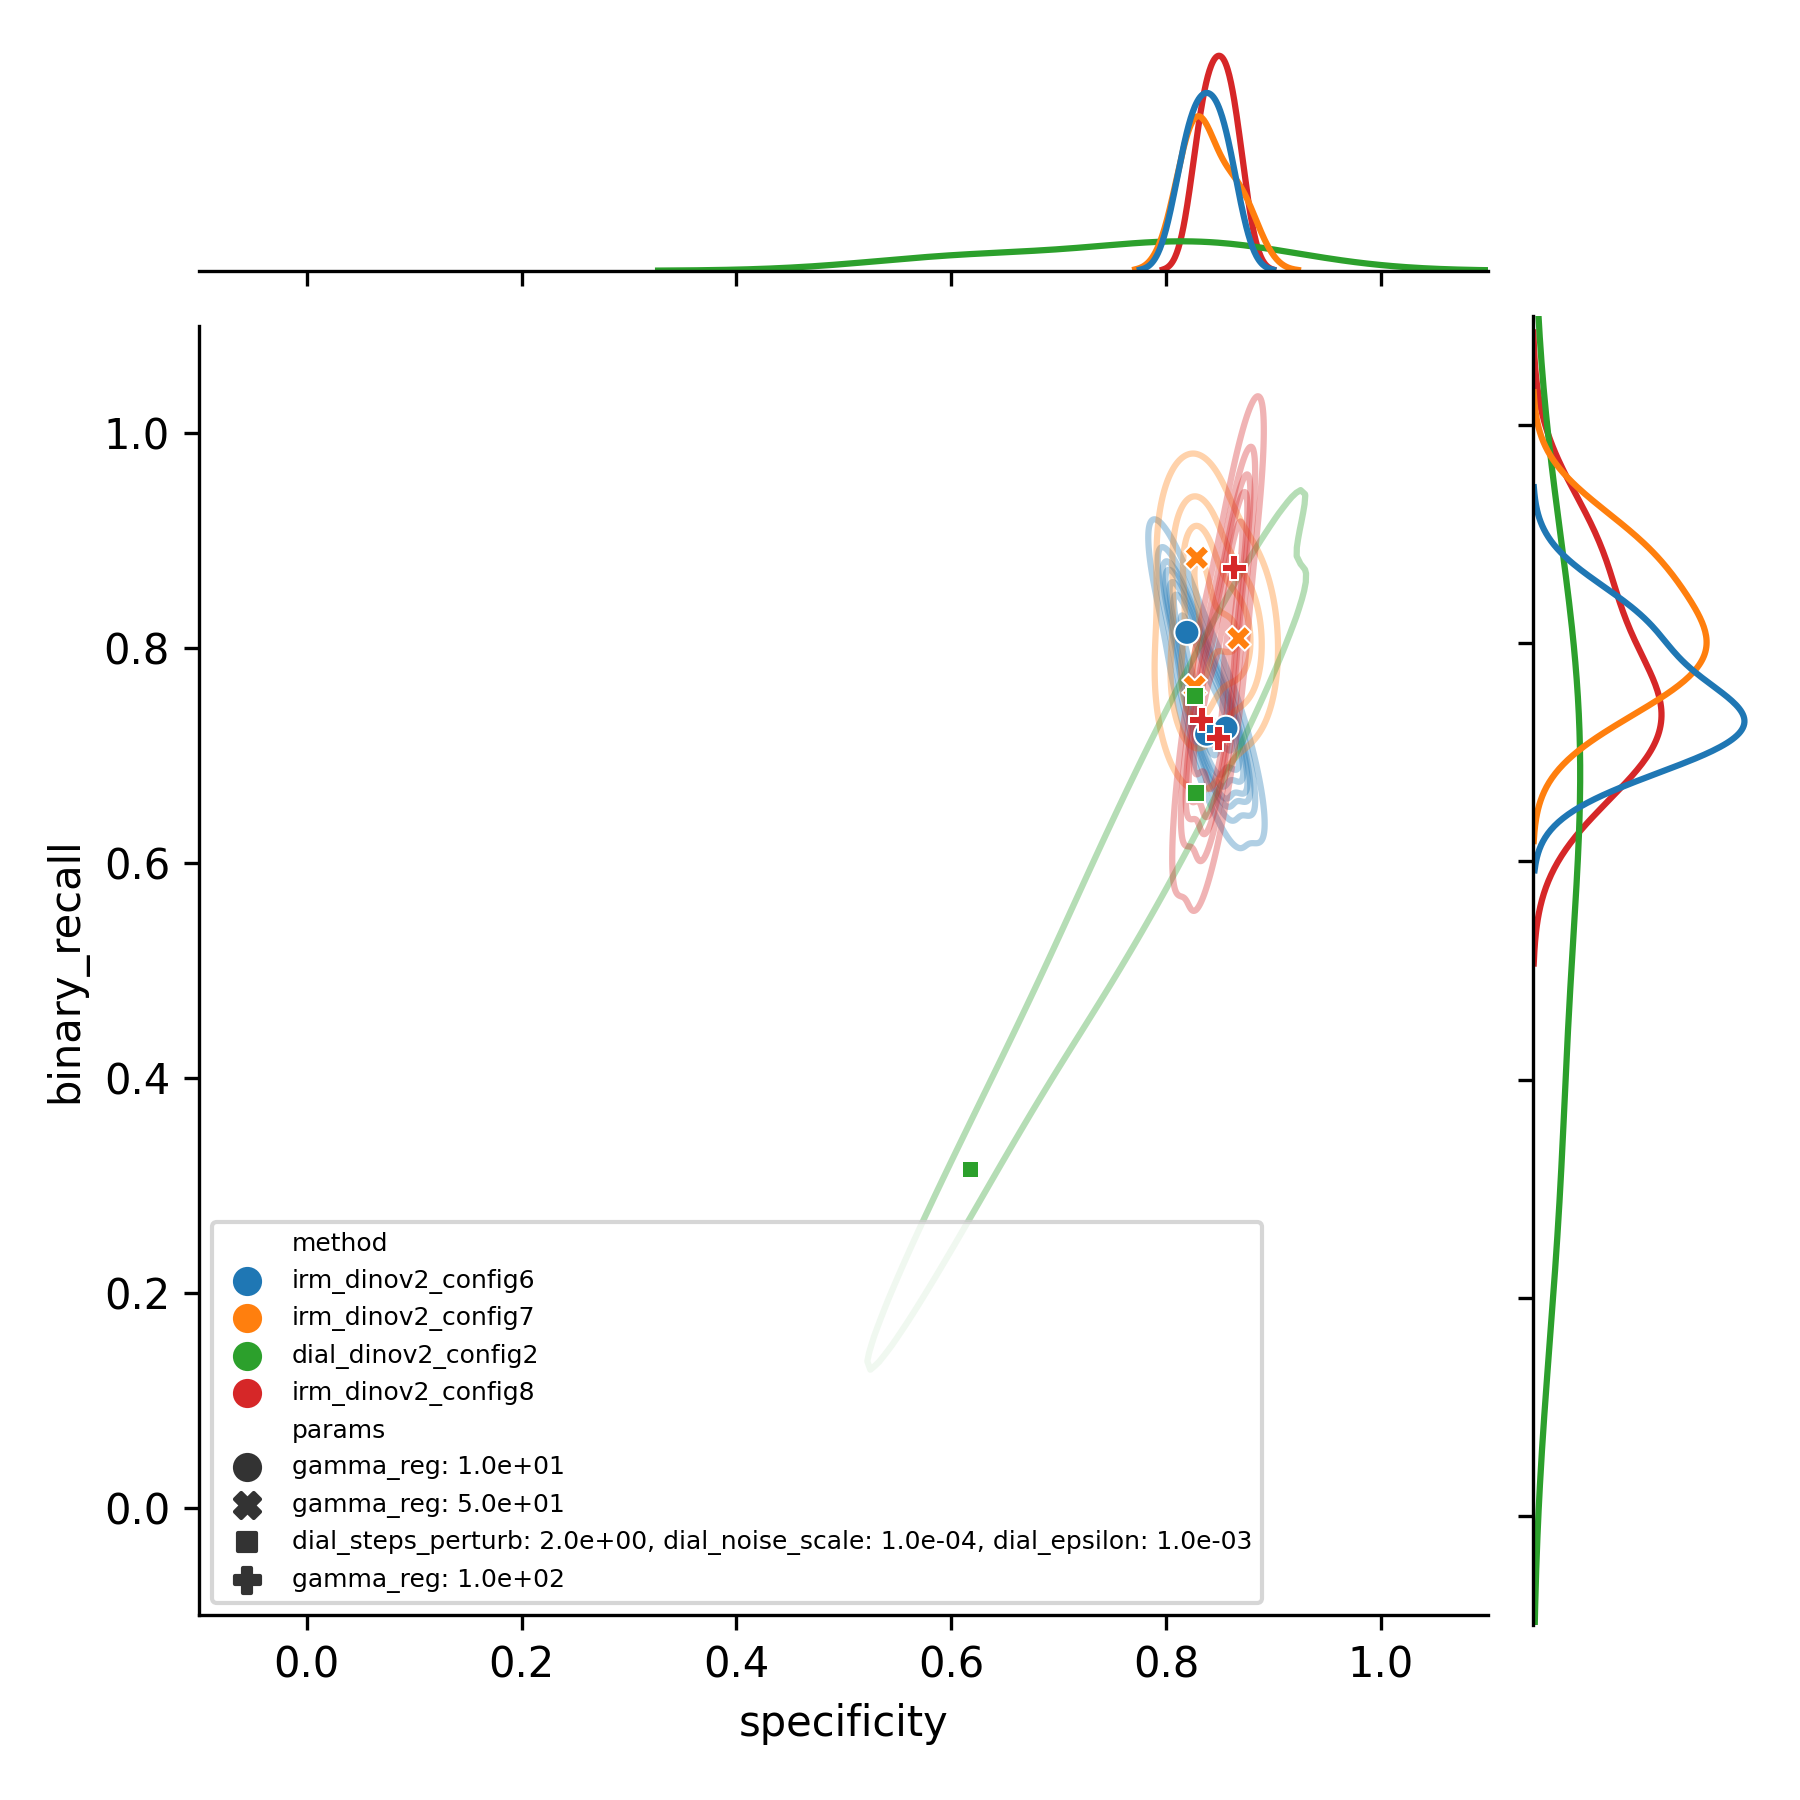 1.0
0.8
0.6
0.4
0.2
0.0
binary_recall
method
irm_dinov2_config6
irm_dinov2_config7
dial_dinov2_config2
irm_dinov2_config8
params
gamma_reg: 1.0e+01
gamma_reg: 5.0e+01
dial_steps_perturb: 2.0e+00, dial_noise_scale: 1.0e-04, dial_epsilon: 1.0e-03
gamma_reg: 1.0e+02
0.0 0.2 0.4 0.6 0.8 1.0
specificity